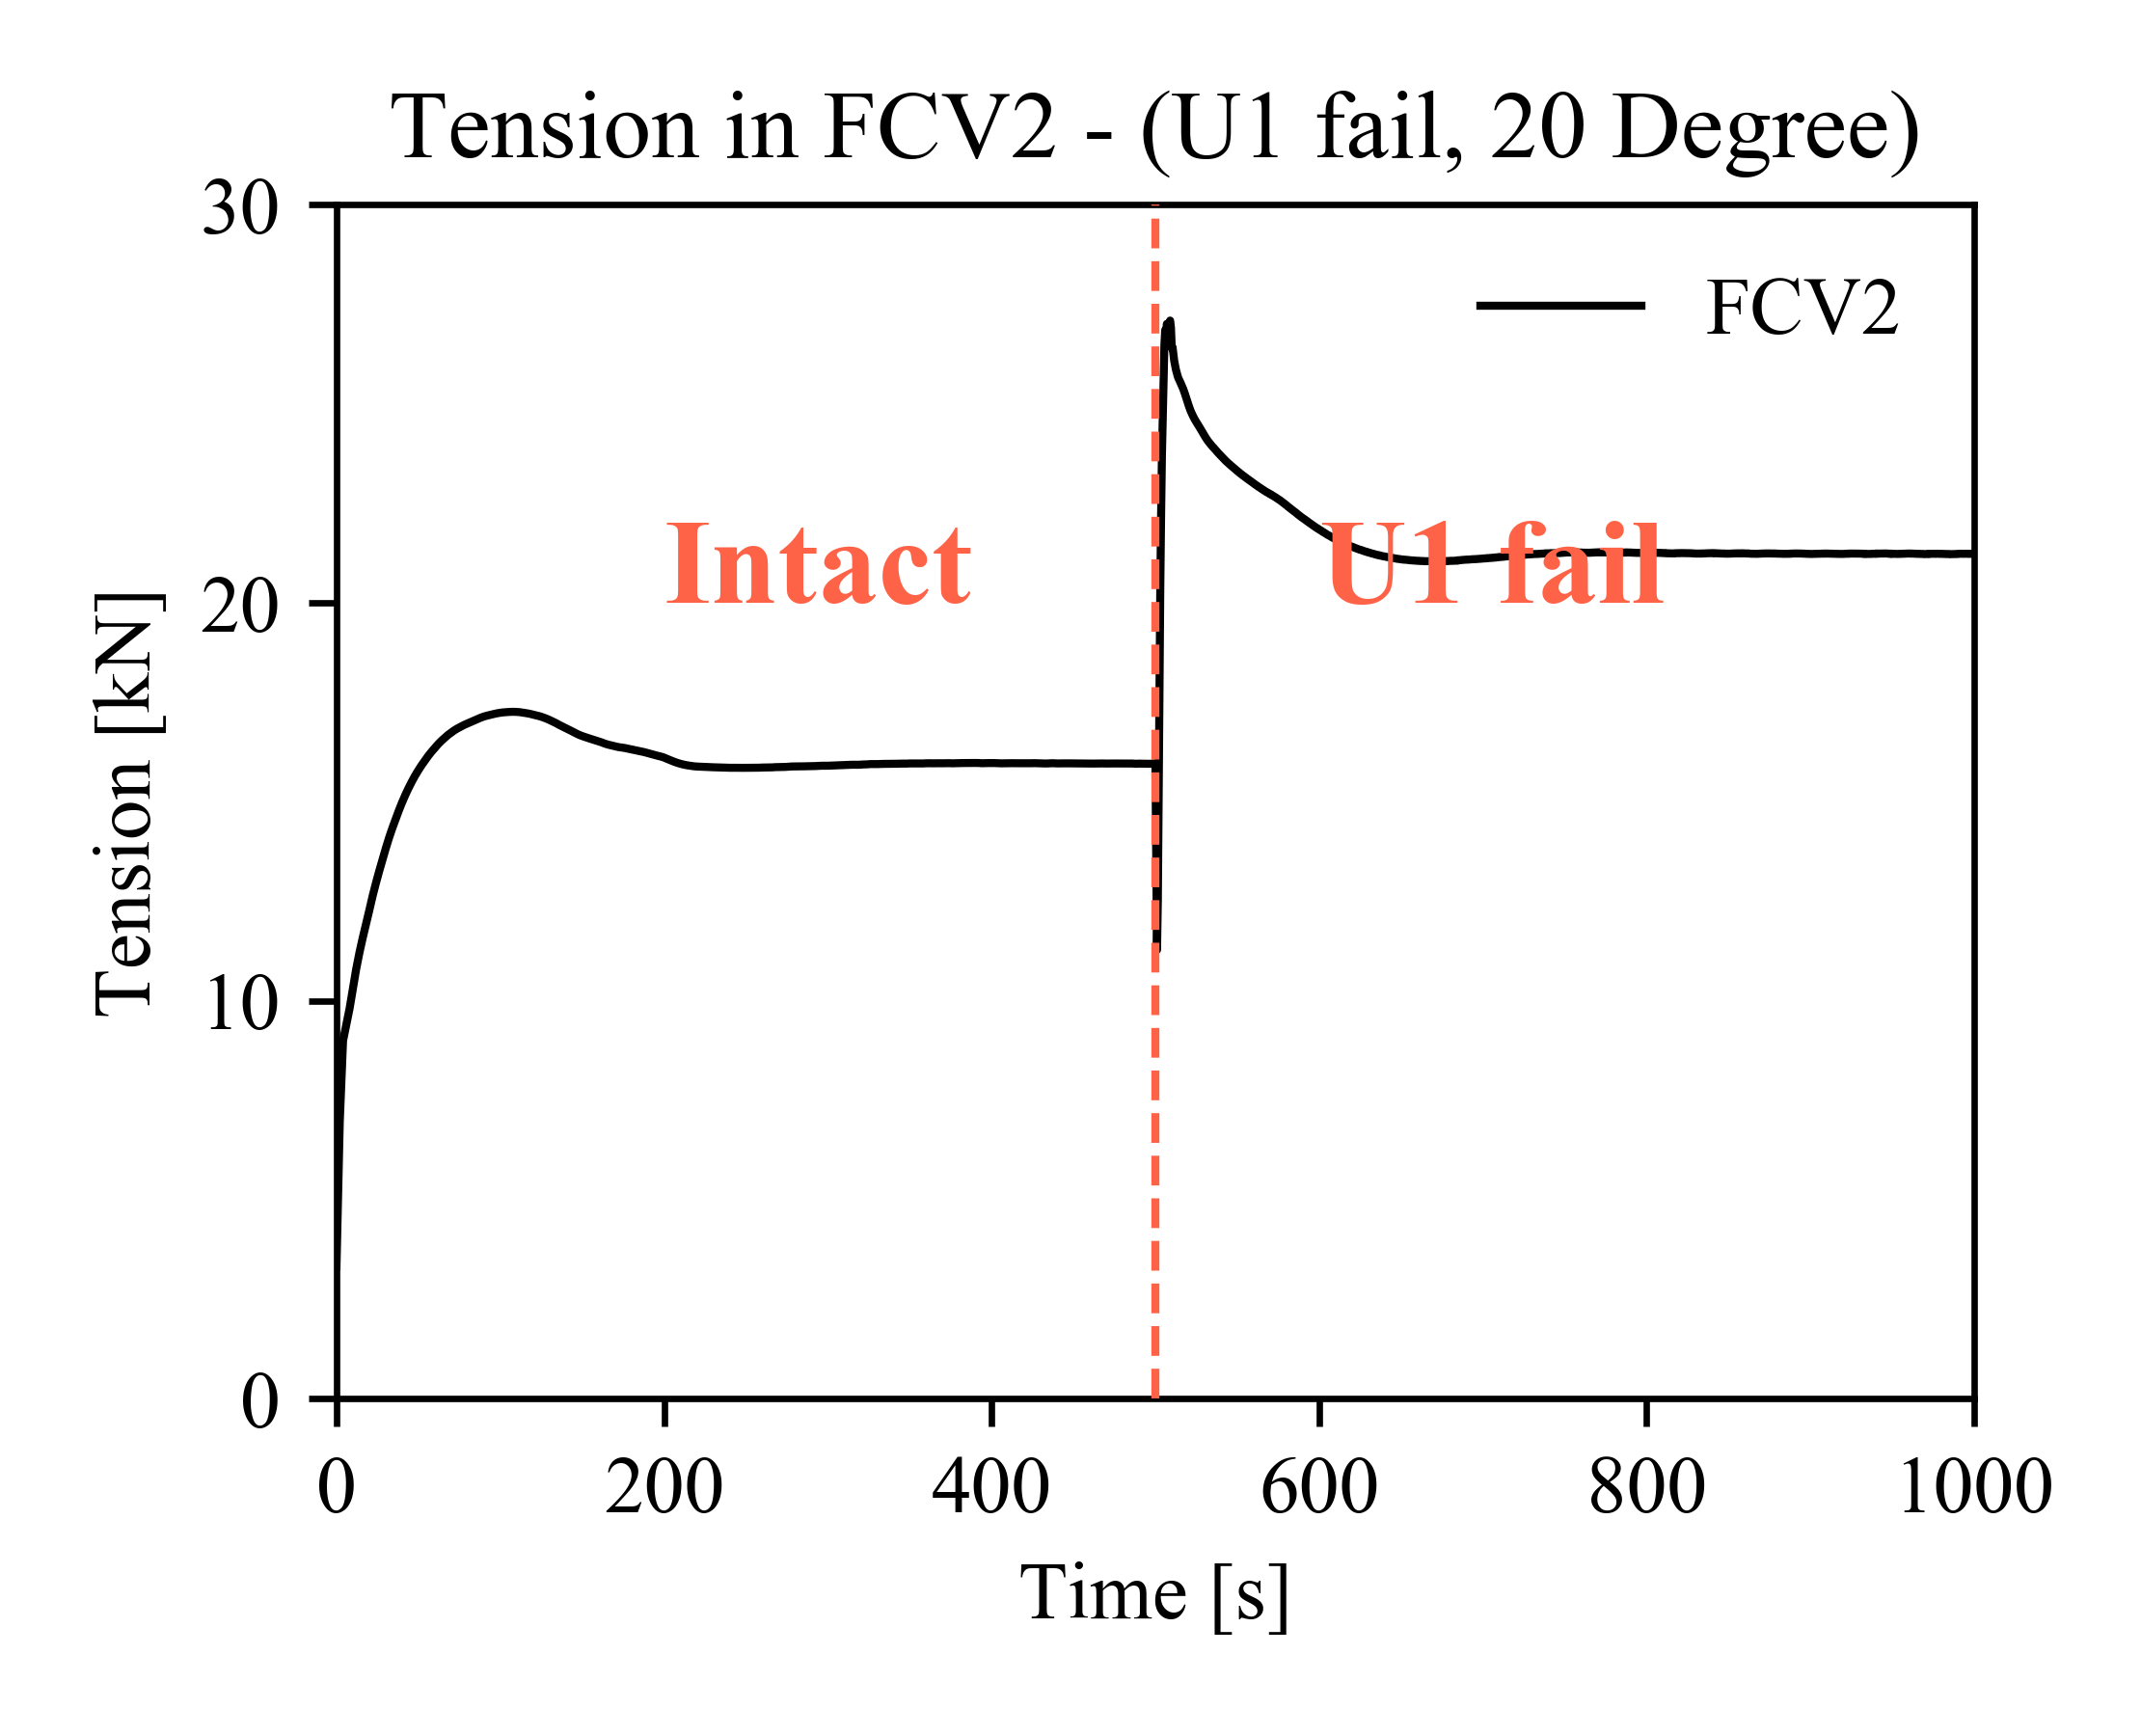 Tension in FCV2 - (U1 fail, 20 Degree)
30
FCV2
Intact
U1 fail
20
Tension [kN]
10
0
0 200 400 600 800 1000
Time [s]